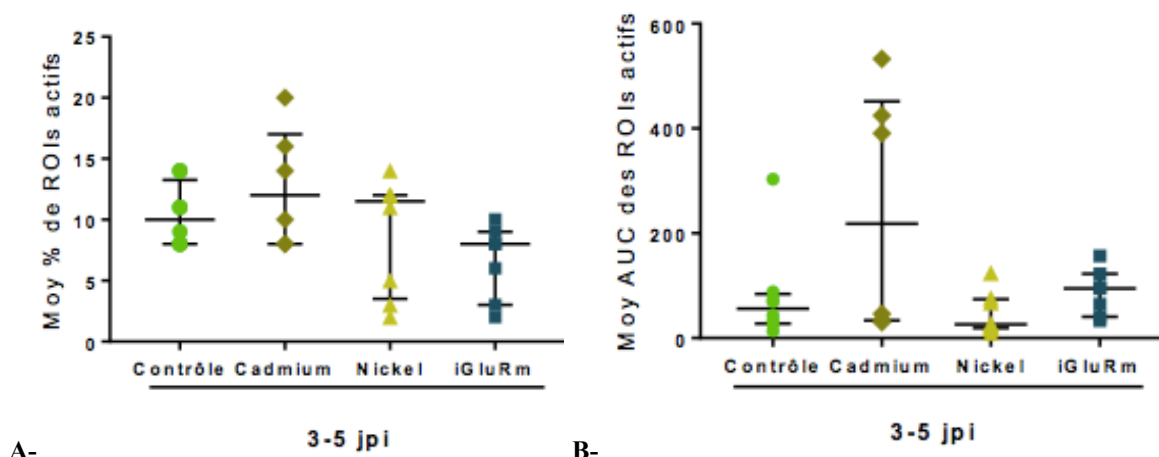 Moy % de ROIs actifs
25
20
15
10
5
0
Contrôle Cadmium Nickel iGluRm
3-5 jpi
A-
Moy AUC des ROIs actifs
600
400
200
0
Contrôle Cadmium Nickel iGluRm
3-5 jpi
B-